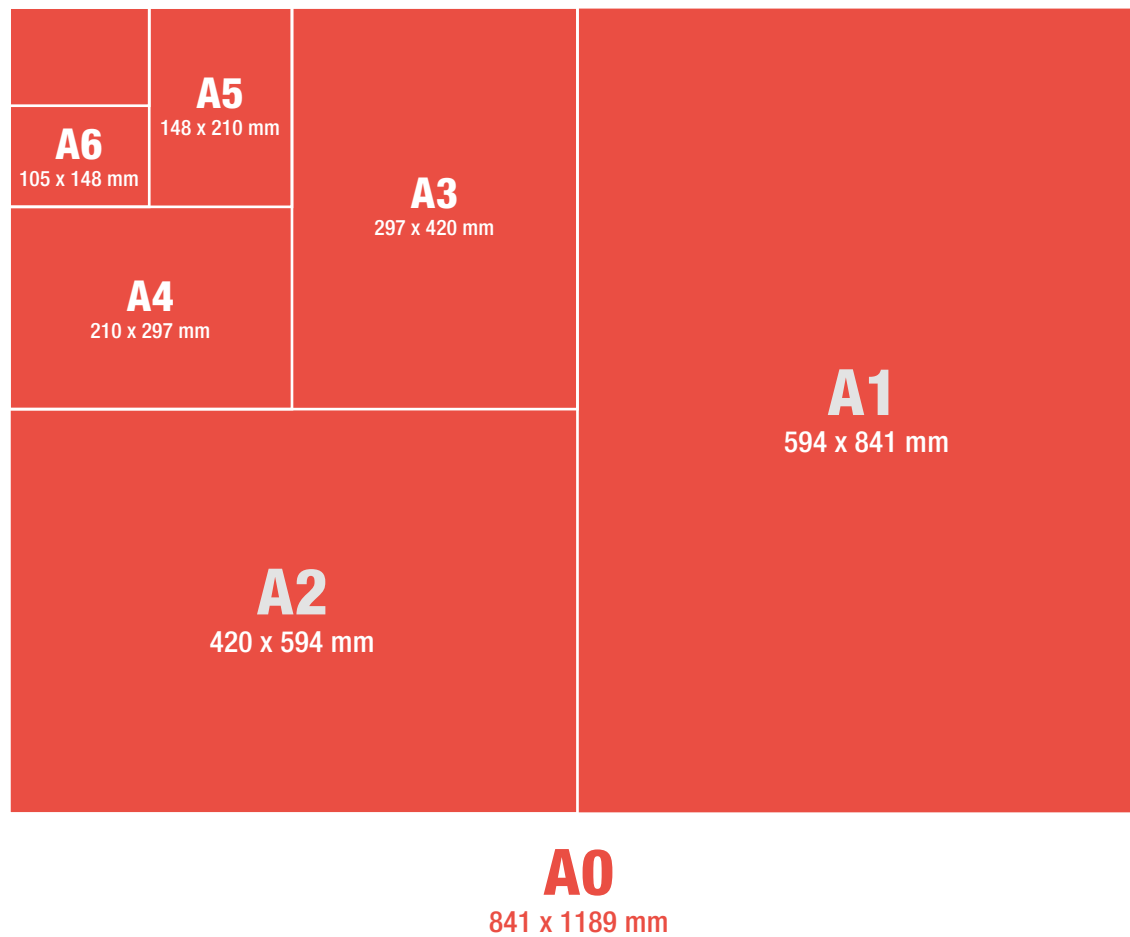 A5
148 x 210 mm
A6
105 x 148 mm
A3
297 x 420 mm
A4
210 x 297 mm
A1
594 x 841 mm
A2
420 x 594 mm
A0
841 x 1189 mm